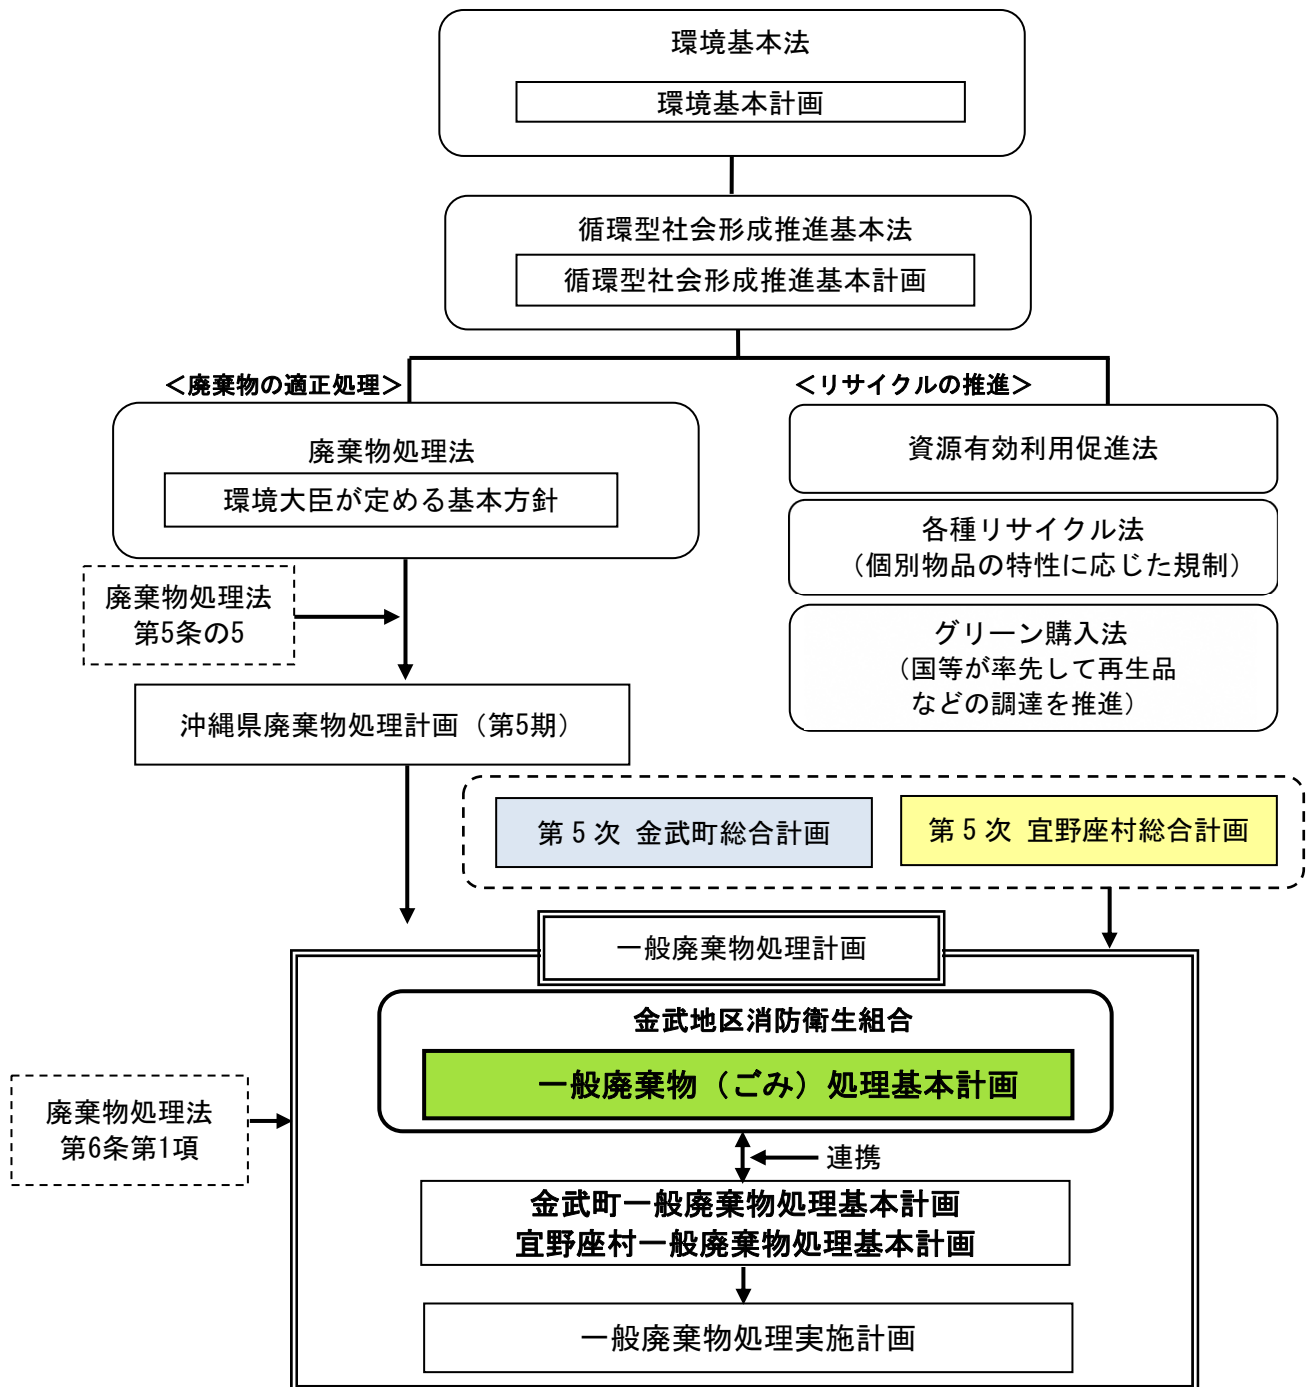 環境基本法
環境基本計画
循環型社会形成推進基本法
循環型社会形成推進基本計画
＜廃棄物の適正処理＞
＜リサイクルの推進＞
廃棄物処理法
環境大臣が定める基本方針
資源有効利用促進法
各種リサイクル法
（個別物品の特性に応じた規制）
グリーン購入法
（国等が率先して再生品
などの調達を推進）
廃棄物処理法
第5条の5
沖縄県廃棄物処理計画（第5期）
第５次 金武町総合計画
第５次 宜野座村総合計画
一般廃棄物処理計画
金武地区消防衛生組合
一般廃棄物（ごみ）処理基本計画
廃棄物処理法
第6条第1項
連携
金武町一般廃棄物処理基本計画
宜野座村一般廃棄物処理基本計画
一般廃棄物処理実施計画